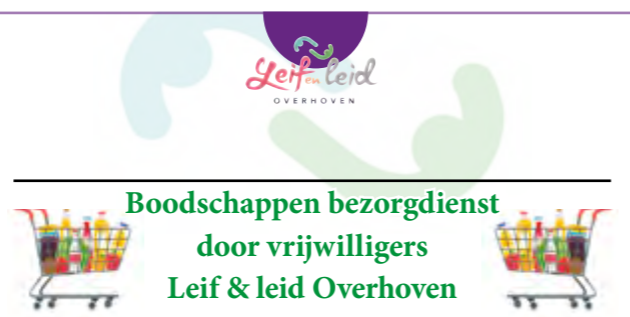 Leif en leid
OVERHOVEN
Boodschappen bezorgdienst
door vrijwilligers
Leif & leid Overhoven